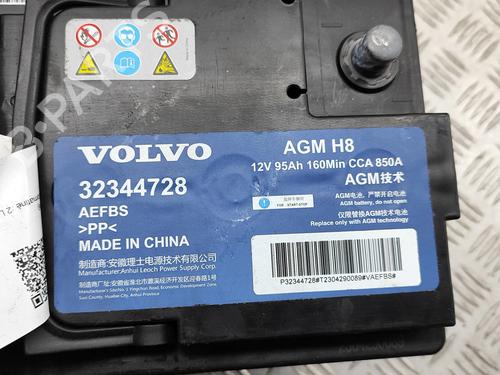 VOLVO
32344728
AEFBS
>PP<
MADE IN CHINA
制造商:安徽理士电源技术有限公司
Manufacturer:Anhui Leoch Power Supply Corp.
AGM H8
12V 95Ah 160Min CCA 850A
AGM技术
AGM电池, 严禁开启电池
AGM battery, do not open
仅限替换AGM技术电池
Replace only with AGM technology
FOR START-STOP
P32344728#T2304290089#VAEFBS#